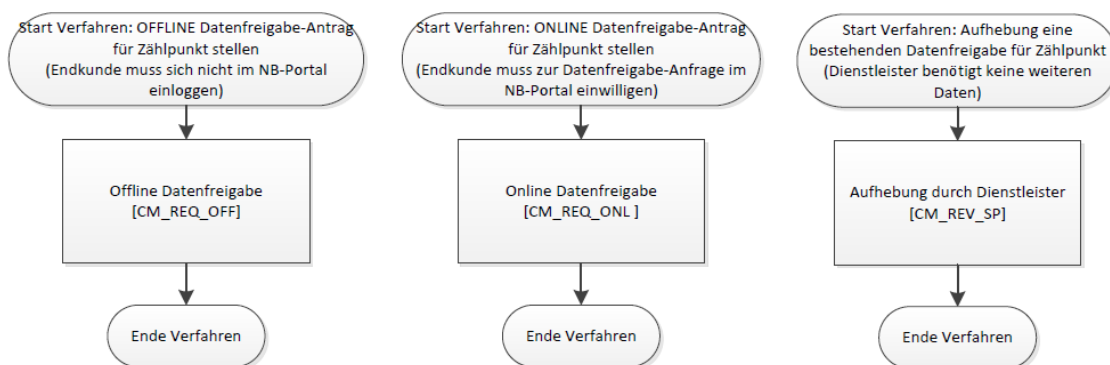 Start Verfahren: OFFLINE Datenfreigabe-Antrag
für Zählpunkt stellen
(Endkunde muss sich nicht im NB-Portal
einloggen)
Offline Datenfreigabe
[CM_REQ_OFF]
Ende Verfahren
Start Verfahren: ONLINE Datenfreigabe-Antrag
für Zählpunkt stellen
(Endkunde muss zur Datenfreigabe-Anfrage im
NB-Portal einwilligen)
Online Datenfreigabe
[CM_REQ_ONL ]
Ende Verfahren
Start Verfahren: Aufhebung eine
bestehenden Datenfreigabe für Zählpunkt
(Dienstleister benötigt keine weiteren
Daten)
Aufhebung durch Dienstleister
[CM_REV_SP]
Ende Verfahren